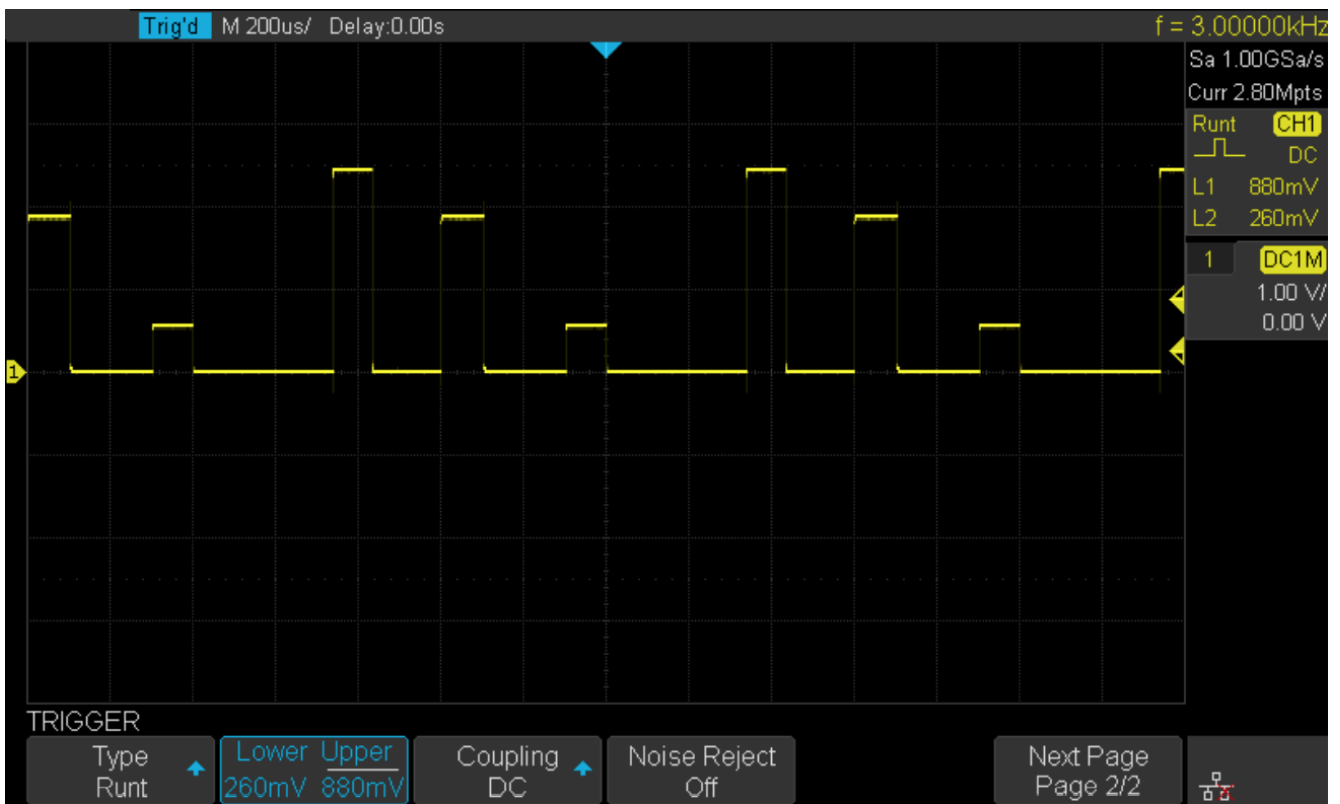 Trig'd M 200us/ Delay:0.00s f = 3.00000kHz
Sa 1.00GSa/s
Curr 2.80Mpts
Runt CH1
DC
L1 880mV
L2 260mV
1 DC1M
1.00 V/
0.00 V
1
TRIGGER
Type Lower Upper Coupling Noise Reject Next Page
Runt 260mV 880mV DC Off Page 2/2